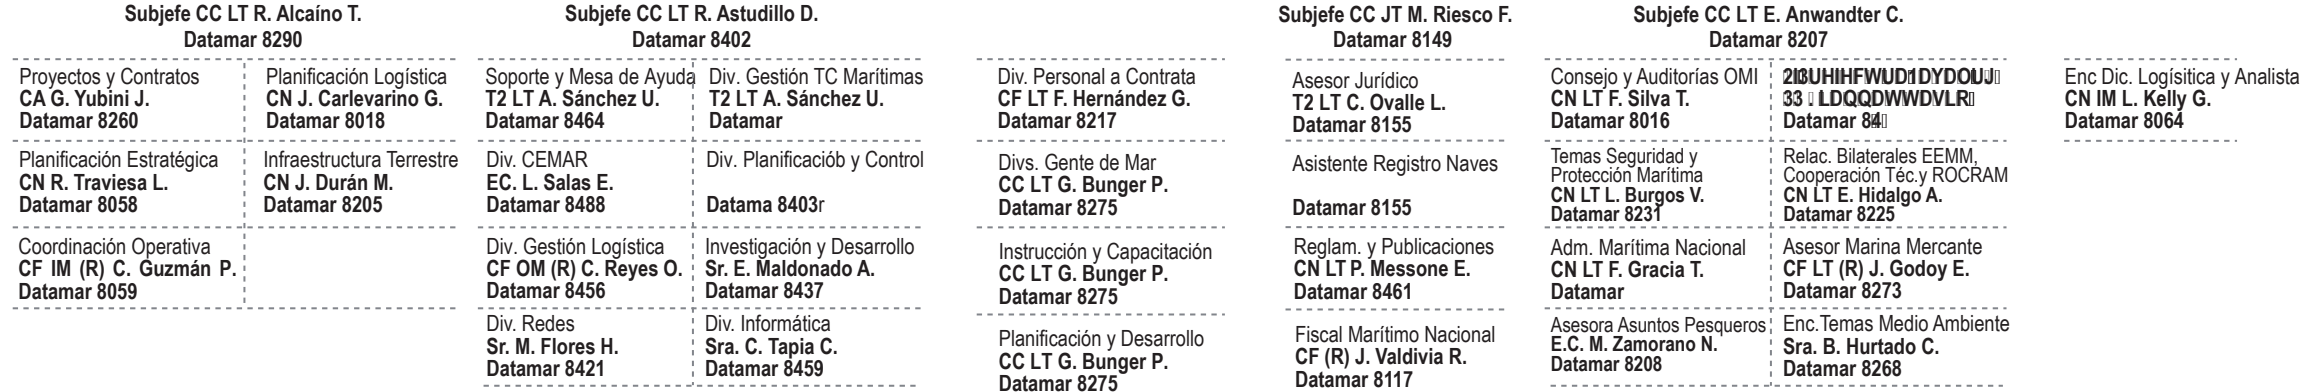 Subjefe CC LT R. Alcaíno T.
Datamar 8290
Proyectos y Contratos
CA G. Yubini J.
Datamar 8260
Planificación Logística
CN J. Carlevarino G.
Datamar 8018
Planificación Estratégica
CN R. Traviesa L.
Datamar 8058
Infraestructura Terrestre
CN J. Durán M.
Datamar 8205
Coordinación Operativa
CF IM (R) C. Guzmán P.
Datamar 8059
Subjefe CC LT R. Astudillo D.
Datamar 8402
Soporte y Mesa de Ayuda
T2 LT A. Sánchez U.
Datamar 8464
Div. Gestión TC Marítimas
T2 LT A. Sánchez U.
Datamar
Div. CEMAR
EC. L. Salas E.
Datamar 8488
Div. Planificaciób y Control
Datama 8403r
Div. Gestión Logística
CF OM (R) C. Reyes O.
Datamar 8456
Investigación y Desarrollo
Sr. E. Maldonado A.
Datamar 8437
Div. Redes
Sr. M. Flores H.
Datamar 8421
Div. Informática
Sra. C. Tapia C.
Datamar 8459
Div. Personal a Contrata
CF LT F. Hernández G.
Datamar 8217
Divs. Gente de Mar
CC LT G. Bunger P.
Datamar 8275
Instrucción y Capacitación
CC LT G. Bunger P.
Datamar 8275
Planificación y Desarrollo
CC LT G. Bunger P.
Datamar 8275
Subjefe CC JT M. Riesco F.
Datamar 8149
Asesor Jurídico
T2 LT C. Ovalle L.
Datamar 8155
Asistente Registro Naves
Datamar 8155
Reglam. y Publicaciones
CN LT P. Messone E.
Datamar 8461
Fiscal Marítimo Nacional
CF (R) J. Valdivia R.
Datamar 8117
Subjefe CC LT E. Anwandter C.
Datamar 8207
Consejo y Auditorías OMI
CN LT F. Silva T.
Datamar 8016
Datamar 84
Temas Seguridad y
Protección Marítima
CN LT L. Burgos V.
Datamar 8231
Relac. Bilaterales EEMM,
Cooperación Téc.y ROCRAM
CN LT E. Hidalgo A.
Datamar 8225
Adm. Marítima Nacional
CN LT F. Gracia T.
Datamar
Asesor Marina Mercante
CF LT (R) J. Godoy E.
Datamar 8273
Asesora Asuntos Pesqueros
E.C. M. Zamorano N.
Datamar 8208
Enc.Temas Medio Ambiente
Sra. B. Hurtado C.
Datamar 8268
Enc Dic. Logísitica y Analista
CN IM L. Kelly G.
Datamar 8064